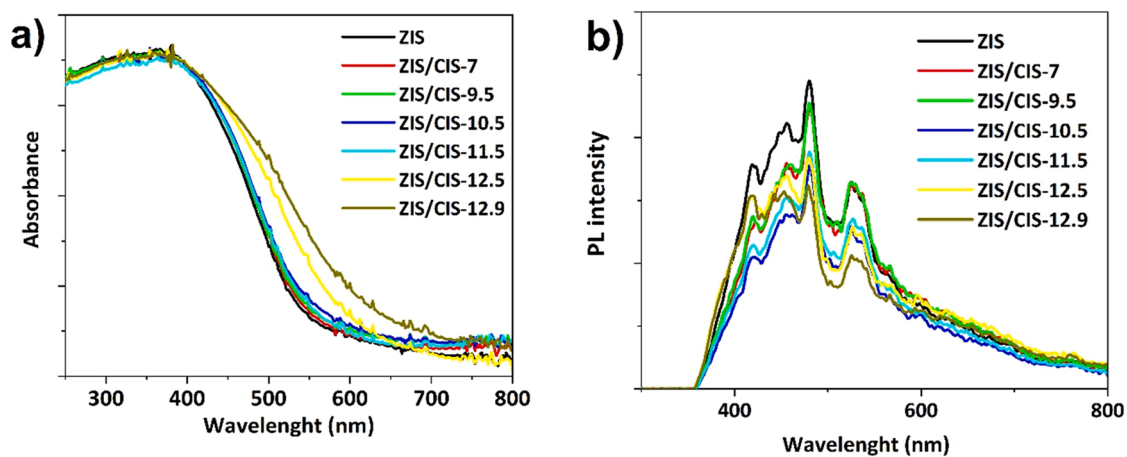 a)
ZIS
ZIS/CIS-7
ZIS/CIS-9.5
ZIS/CIS-10.5
ZIS/CIS-11.5
ZIS/CIS-12.5
ZIS/CIS-12.9
Absorbance
300 400 500 600 700 800
Wavelenght (nm)
b)
ZIS
ZIS/CIS-7
ZIS/CIS-9.5
ZIS/CIS-10.5
ZIS/CIS-11.5
ZIS/CIS-12.5
ZIS/CIS-12.9
PL intensity
400 600 800
Wavelenght (nm)